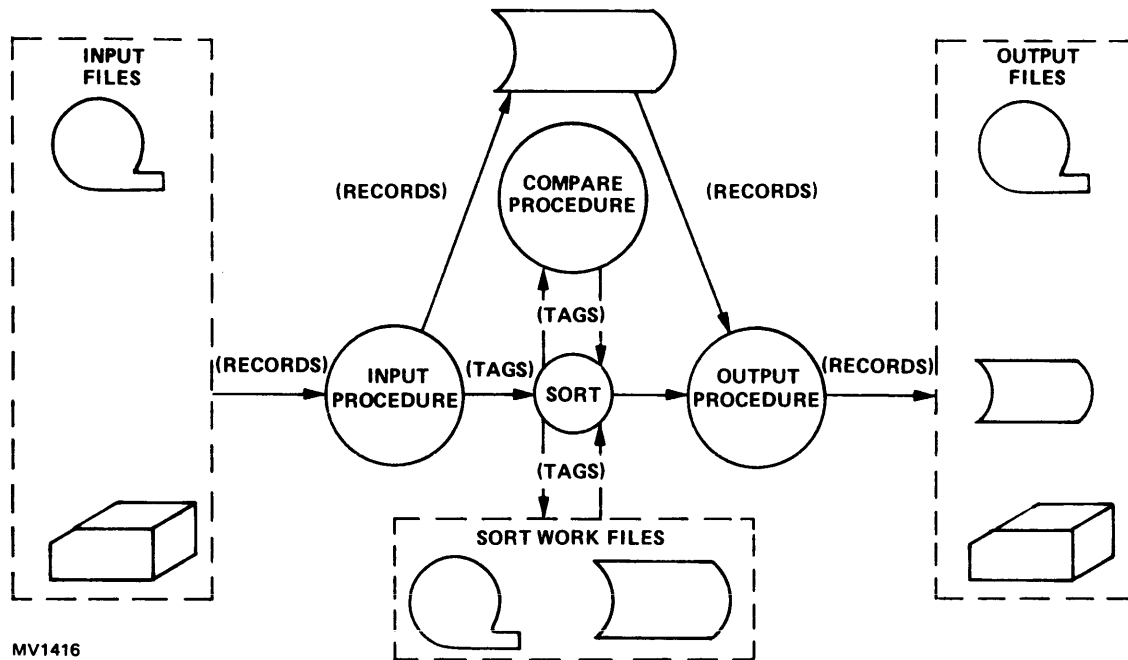 INPUT
FILES
OUTPUT
FILES
(RECORDS)
COMPARE
PROCEDURE
(RECORDS)
(TAGS)
(RECORDS)
INPUT
PROCEDURE
(TAGS)
SORT
OUTPUT
PROCEDURE
(RECORDS)
(TAGS)
SORT WORK FILES
MV1416